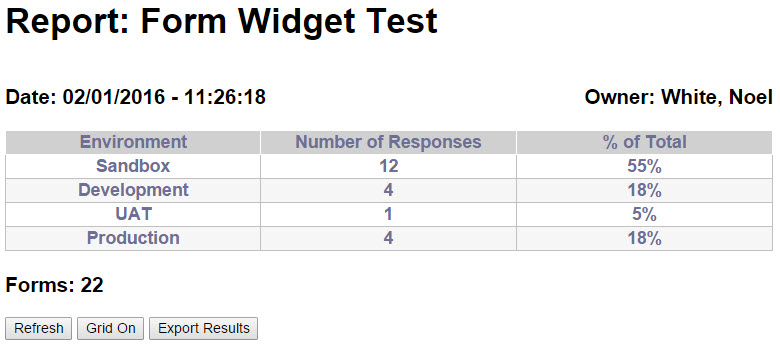 Report: Form Widget Test
Date: 02/01/2016 - 11:26:18 Owner: White, Noel
Environment Number of Responses % of Total
Sandbox 12 55%
Development 4 18%
UAT 1 5%
Production 4 18%
Forms: 22
Refresh Grid On Export Results